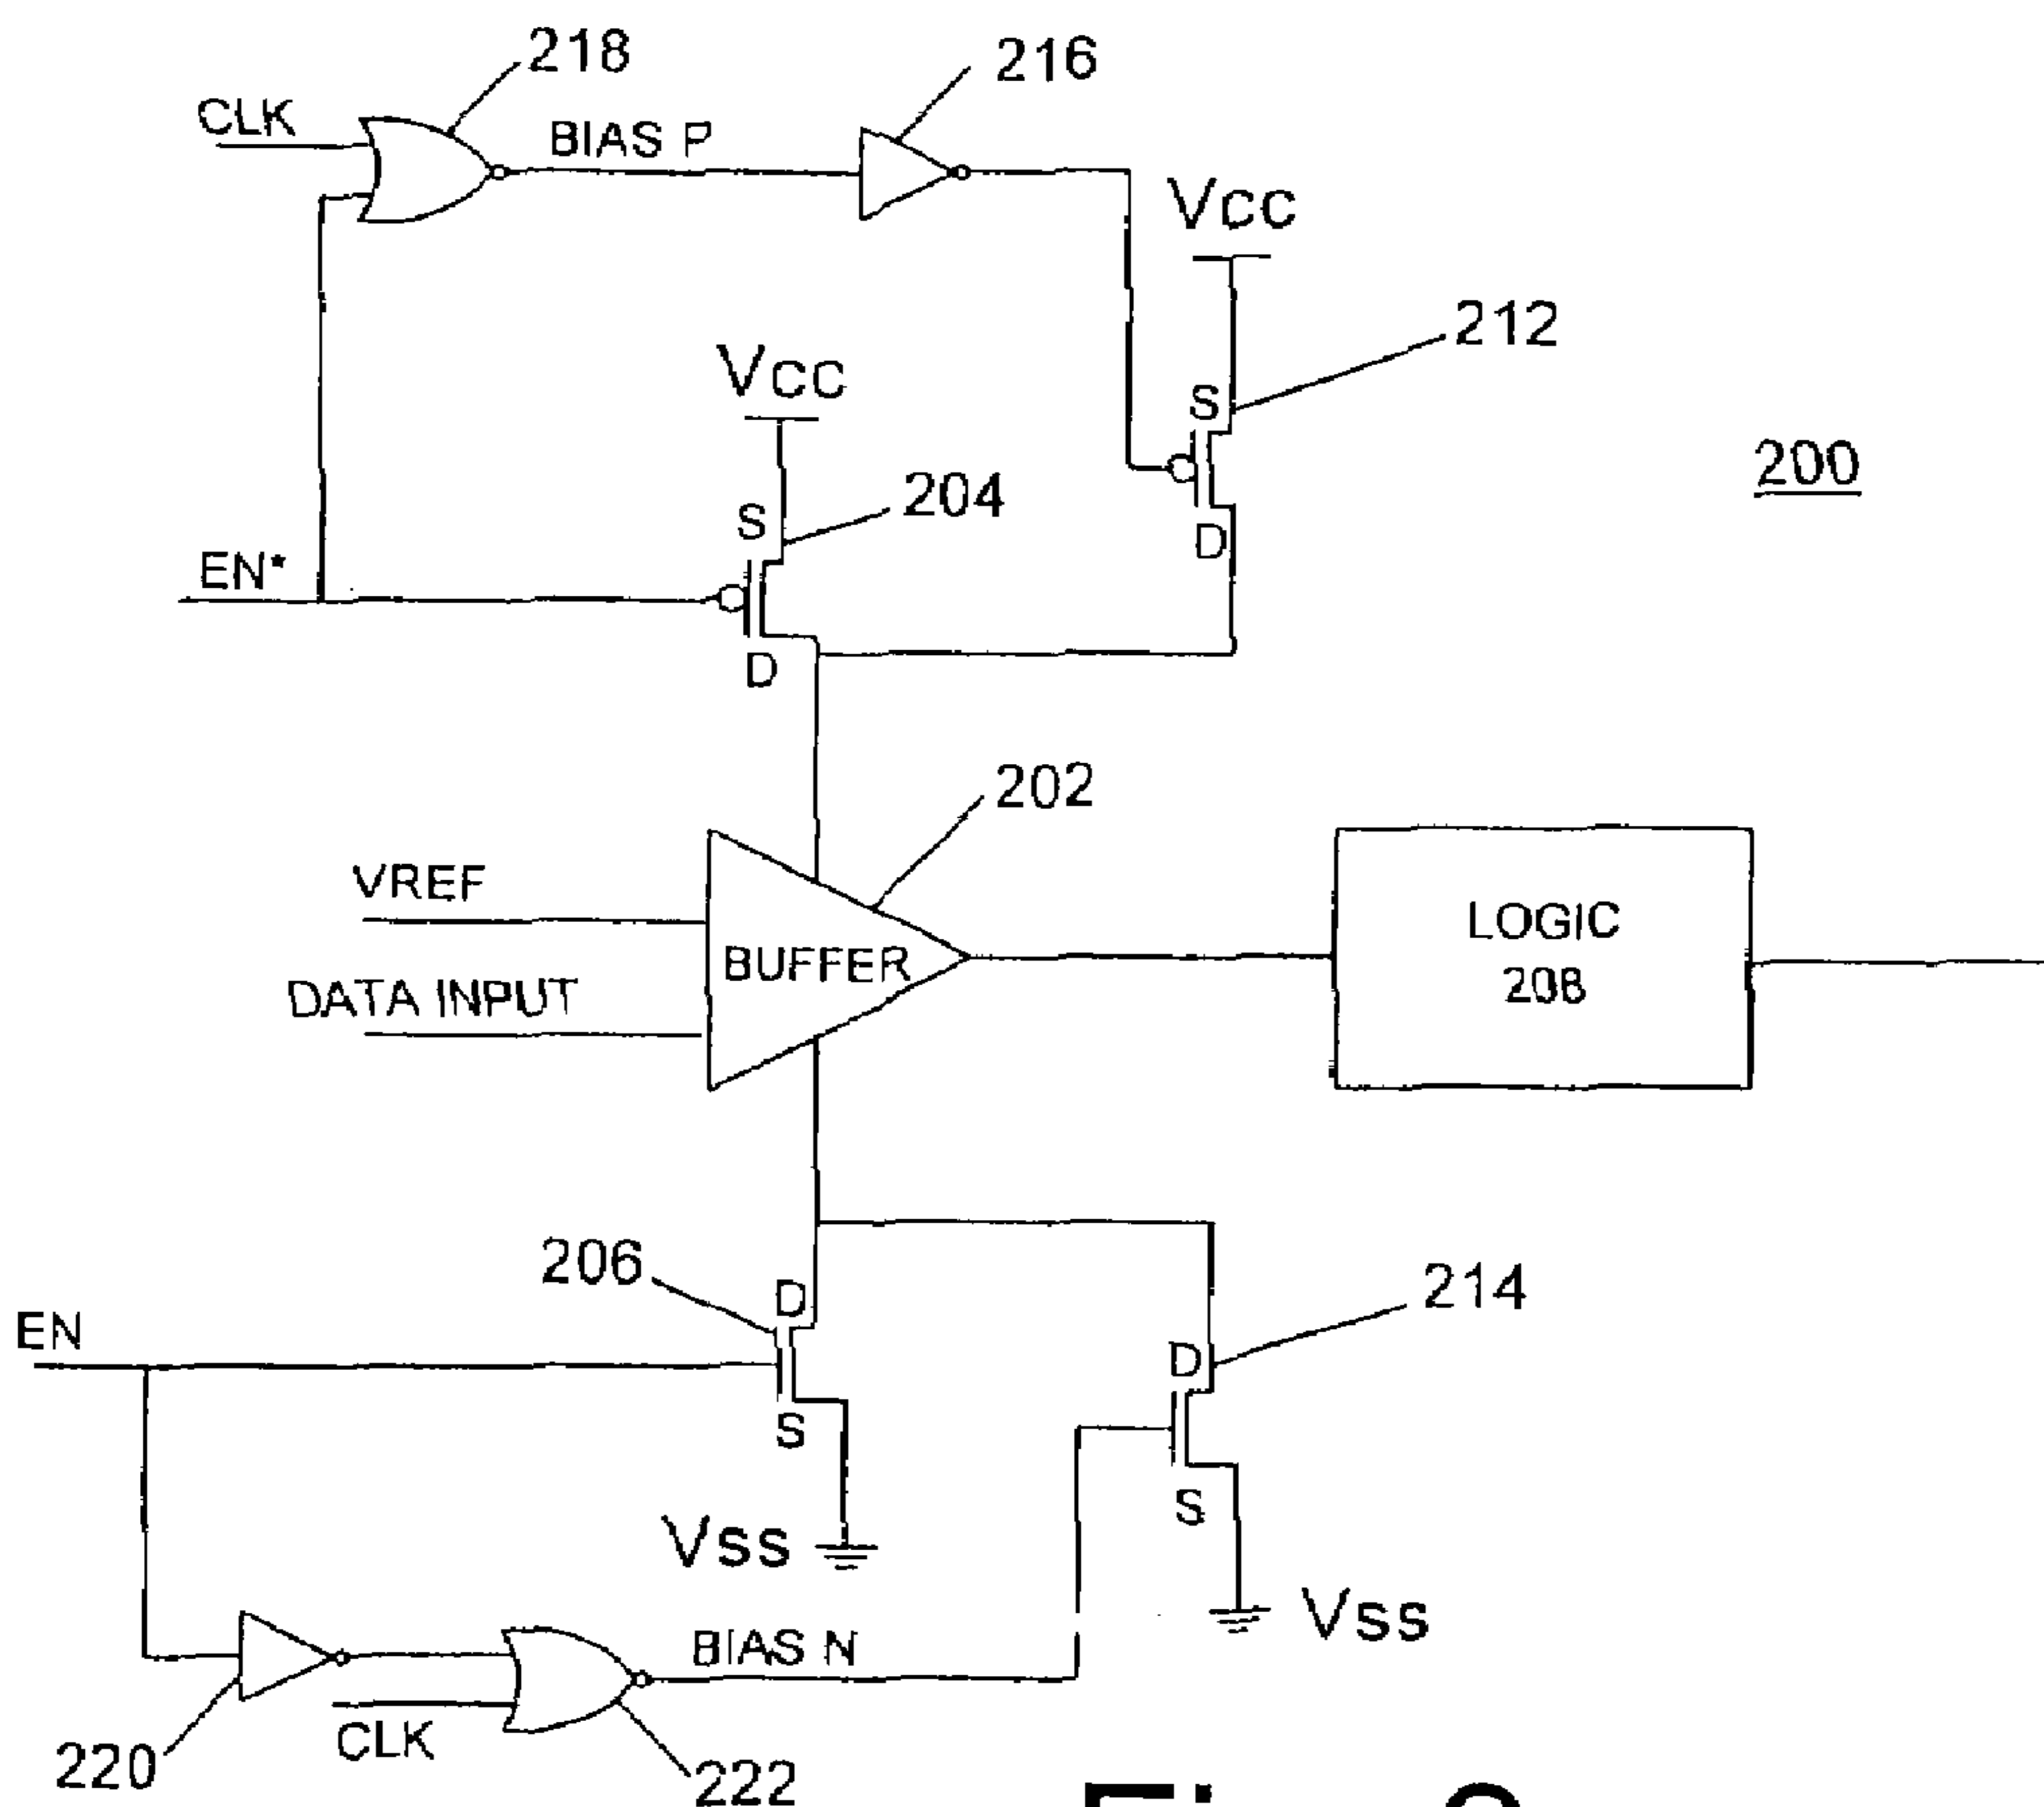 218
216
CLK
BIAS P
VCC
212
VCC
S
200
204
S
EN*
D
D
202
VREF
BUFFER
LOGIC
208
DATA INPUT
206
D
214
EN
D
S
S
VSS
VSS
BIAS N
CLK
220
222